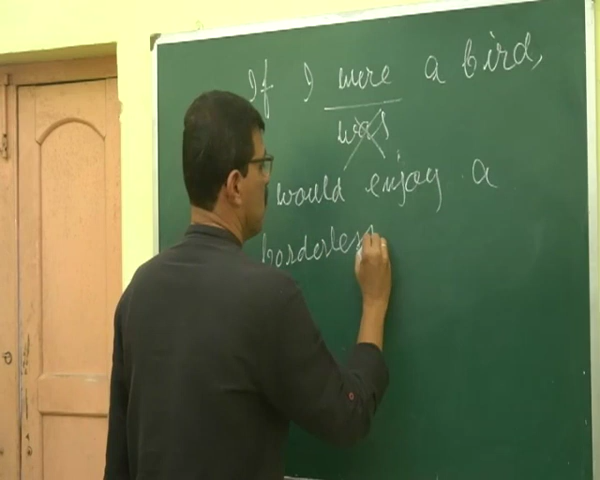 If I were a bird,
was
would enjoy a
borderless